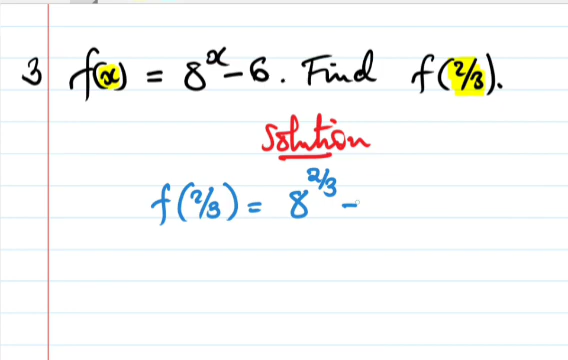 3 f(x) = 8^x - 6. Find f(2/3).
Solution
f(2/3) = 8^2/3 -